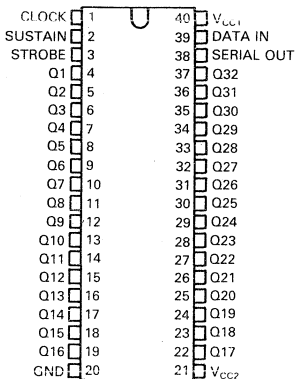 CLOCK 1 40 VCC1
SUSTAIN 2 39 DATA IN
STROBE 3 38 SERIAL OUT
Q1 4 37 Q32
Q2 5 36 Q31
Q3 6 35 Q30
Q4 7 34 Q29
Q5 8 33 Q28
Q6 9 32 Q27
Q7 10 31 Q26
Q8 11 30 Q25
Q9 12 29 Q24
Q10 13 28 Q23
Q11 14 27 Q22
Q12 15 26 Q21
Q13 16 25 Q20
Q14 17 24 Q19
Q15 18 23 Q18
Q16 19 22 Q17
GND 20 21 VCC2